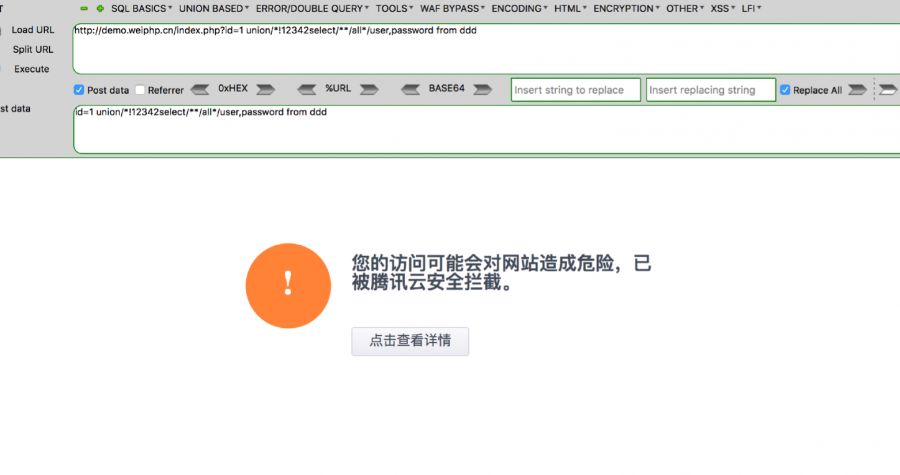 T
SQL BASICS UNION BASED ERROR/DOUBLE QUERY TOOLS WAF BYPASS ENCODING HTML ENCRYPTION OTHER XSS LFI
Load URL
http://demo.weiphp.cn/index.php?id=1 union/*!12342select/**/all*/user,password from ddd
Split URL
Execute
Post data Referrer 0xHEX %URL BASE64 Insert string to replace Insert replacing string Replace All
st data
id=1 union/*!12342select/**/all*/user,password from ddd
!
您的访问可能会对网站造成危险，已
被腾讯云安全拦截。
点击查看详情